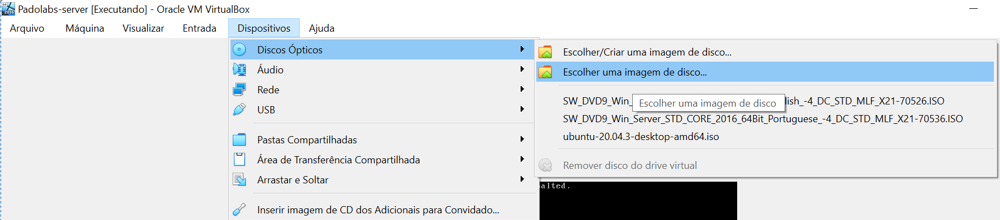 Padolabs-server [Executando] - Oracle VM VirtualBox
Arquivo Máquina Visualizar Entrada Dispositivos Ajuda
Discos Ópticos
Áudio
Rede
USB
Pastas Compartilhadas
Área de Transferência Compartilhada
Arrastar e Soltar
Inserir imagem de CD dos Adicionais para Convidado...
Escolher/Criar uma imagem de disco...
Escolher uma imagem de disco...
SW_DVD9_Win_ lish_-4_DC_STD_MLF_X21-70526.ISO
Escolher uma imagem de disco
SW_DVD9_Win_Server_STD_CORE_2016_64Bit_Portuguese_-4_DC_STD_MLF_X21-70536.ISO
ubuntu-20.04.3-desktop-amd64.iso
Remover disco do drive virtual
alted.